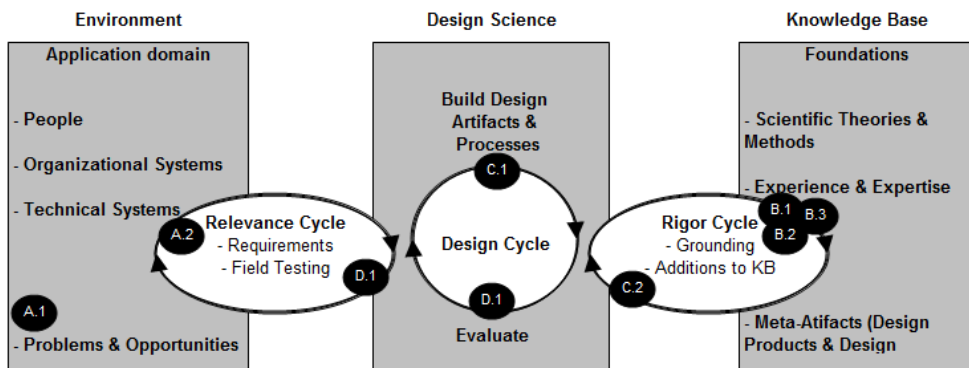 Environment
Design Science
Knowledge Base
Application domain
- People
- Organizational Systems
- Technical Systems
A.1
- Problems & Opportunities
A.2
Relevance Cycle
- Requirements
- Field Testing
D.1
Build Design
Artifacts &
Processes
C.1
Design Cycle
D.1
Evaluate
Foundations
- Scientific Theories &
Methods
- Experience & Expertise
B.1
B.3
B.2
Rigor Cycle
- Grounding
- Additions to KB
C.2
- Meta-Atifacts (Design
Products & Design